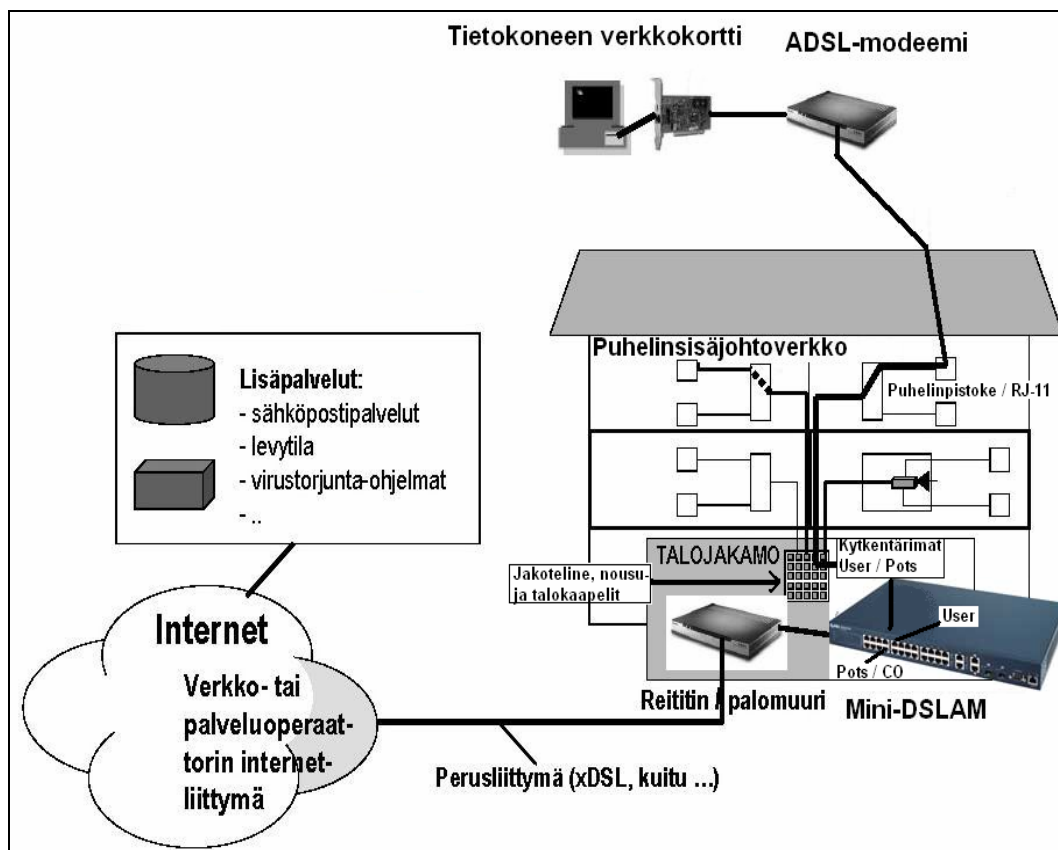 Tietokoneen verkkokortti
ADSL-modeemi
Puhelinsisäjohtoverkko
Puhelinpistoke / RJ-11
Lisäpalvelut:
- sähköpostipalvelut
- levytila
- virustorjunta-ohjelmat
- ..
TALOJAKAMO
Kytkentärimat
User / Pots
Jakoteline, nousu-
ja talokaapelit
User
Pots / CO
Reititin / palomuuri
Mini-DSLAM
Internet
Verkko- tai
palveluoperaat-
torin internet-
liittymä
Perusliittymä (xDSL, kuitu ...)